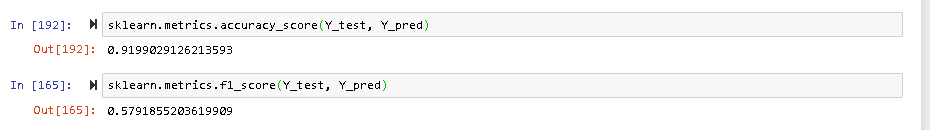 In [192]: sklearn.metrics.accuracy_score(Y_test, Y_pred)
Out[192]: 0.9199029126213593
In [165]: sklearn.metrics.f1_score(Y_test, Y_pred)
Out[165]: 0.5791855203619909